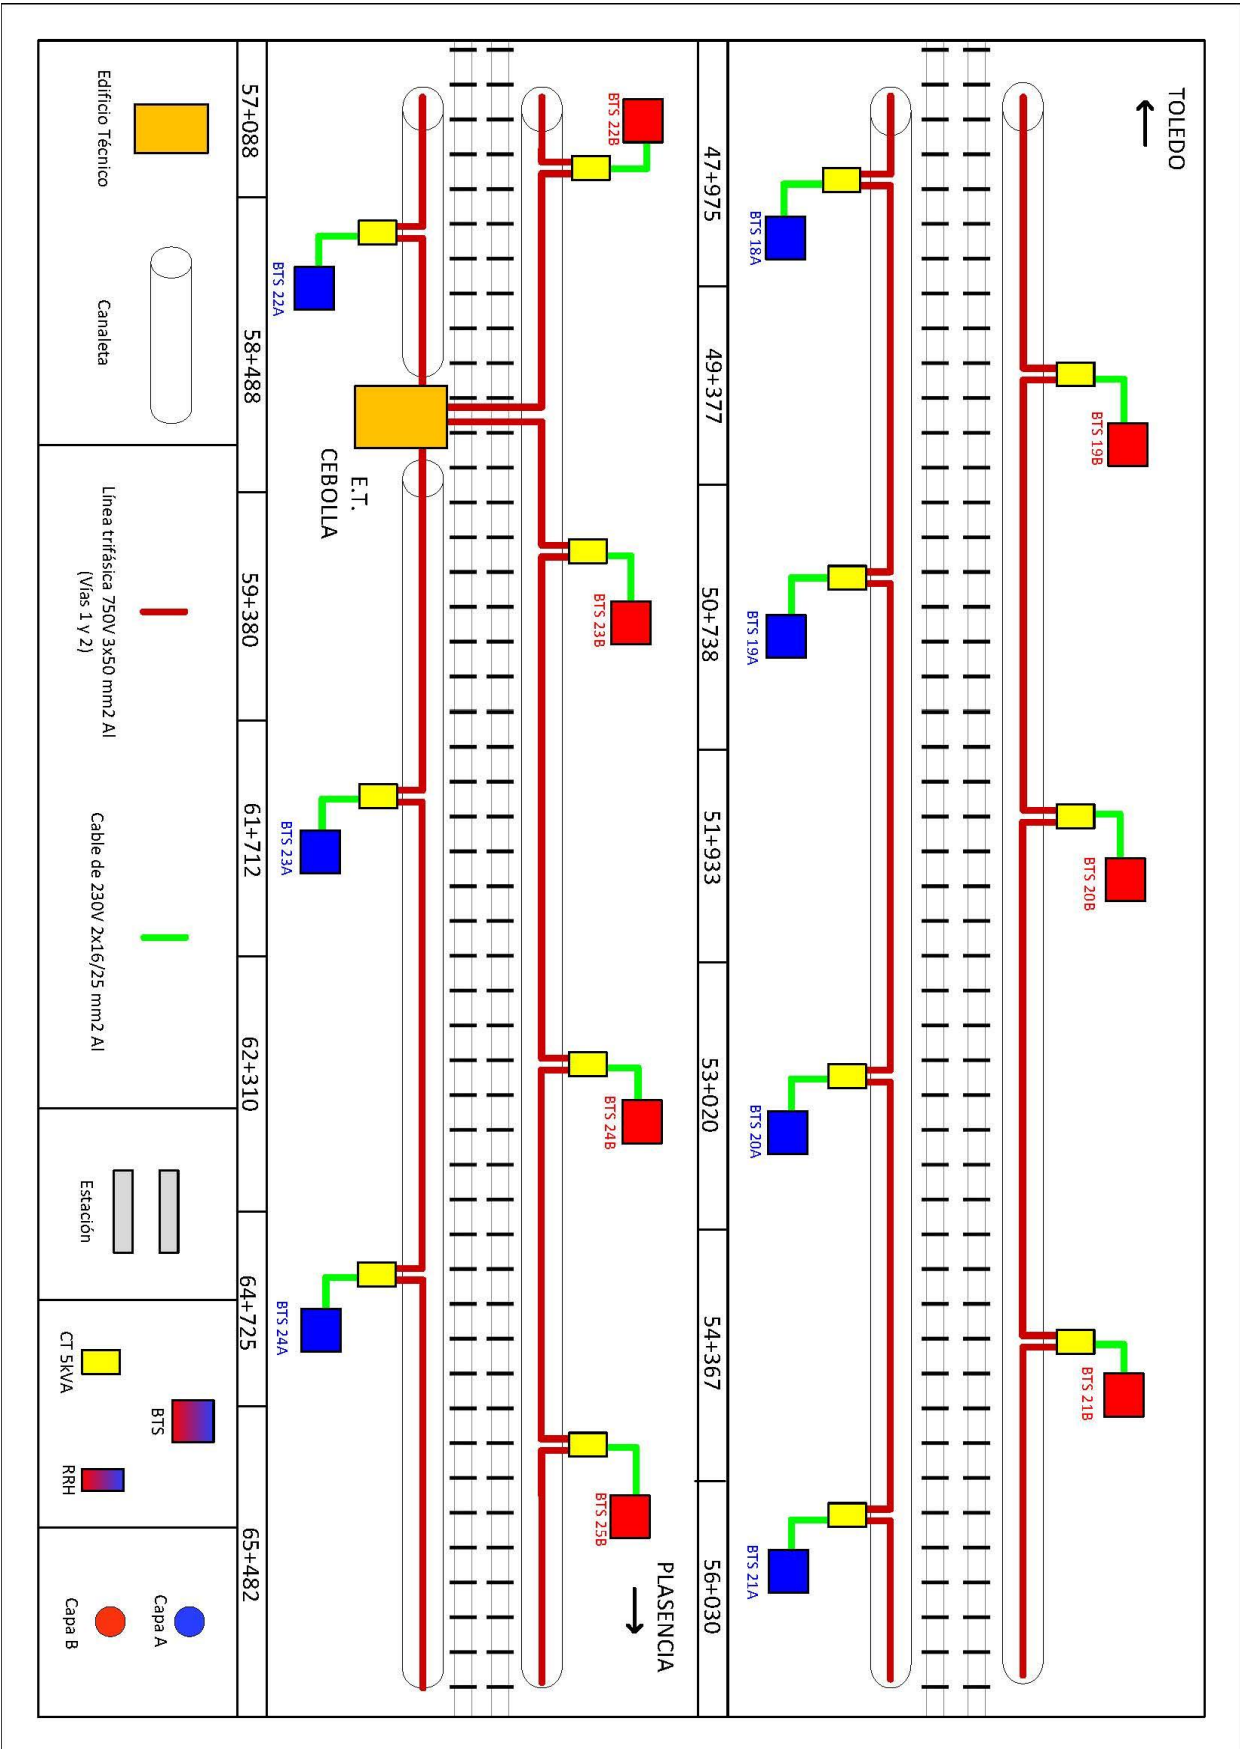 TOLEDO
BTS 19B
BTS 20B
BTS 21B
BTS 18A
BTS 19A
BTS 20A
BTS 21A
47+975
49+377
50+738
51+933
53+020
54+367
56+030
PLASENCIA
BTS 22B
BTS 23B
BTS 24B
BTS 25B
E.T.
CEBOLLA
BTS 22A
BTS 23A
BTS 24A
57+088
58+488
59+380
61+712
62+310
64+725
65+482
Edificio Técnico
Canaleta
Línea trifásica 750V 3x50 mm2 Al
(Vías 1 y 2)
Cable de 230V 2x16/25 mm2 Al
Estación
CT 5kVA
BTS
RRH
Capa A
Capa B